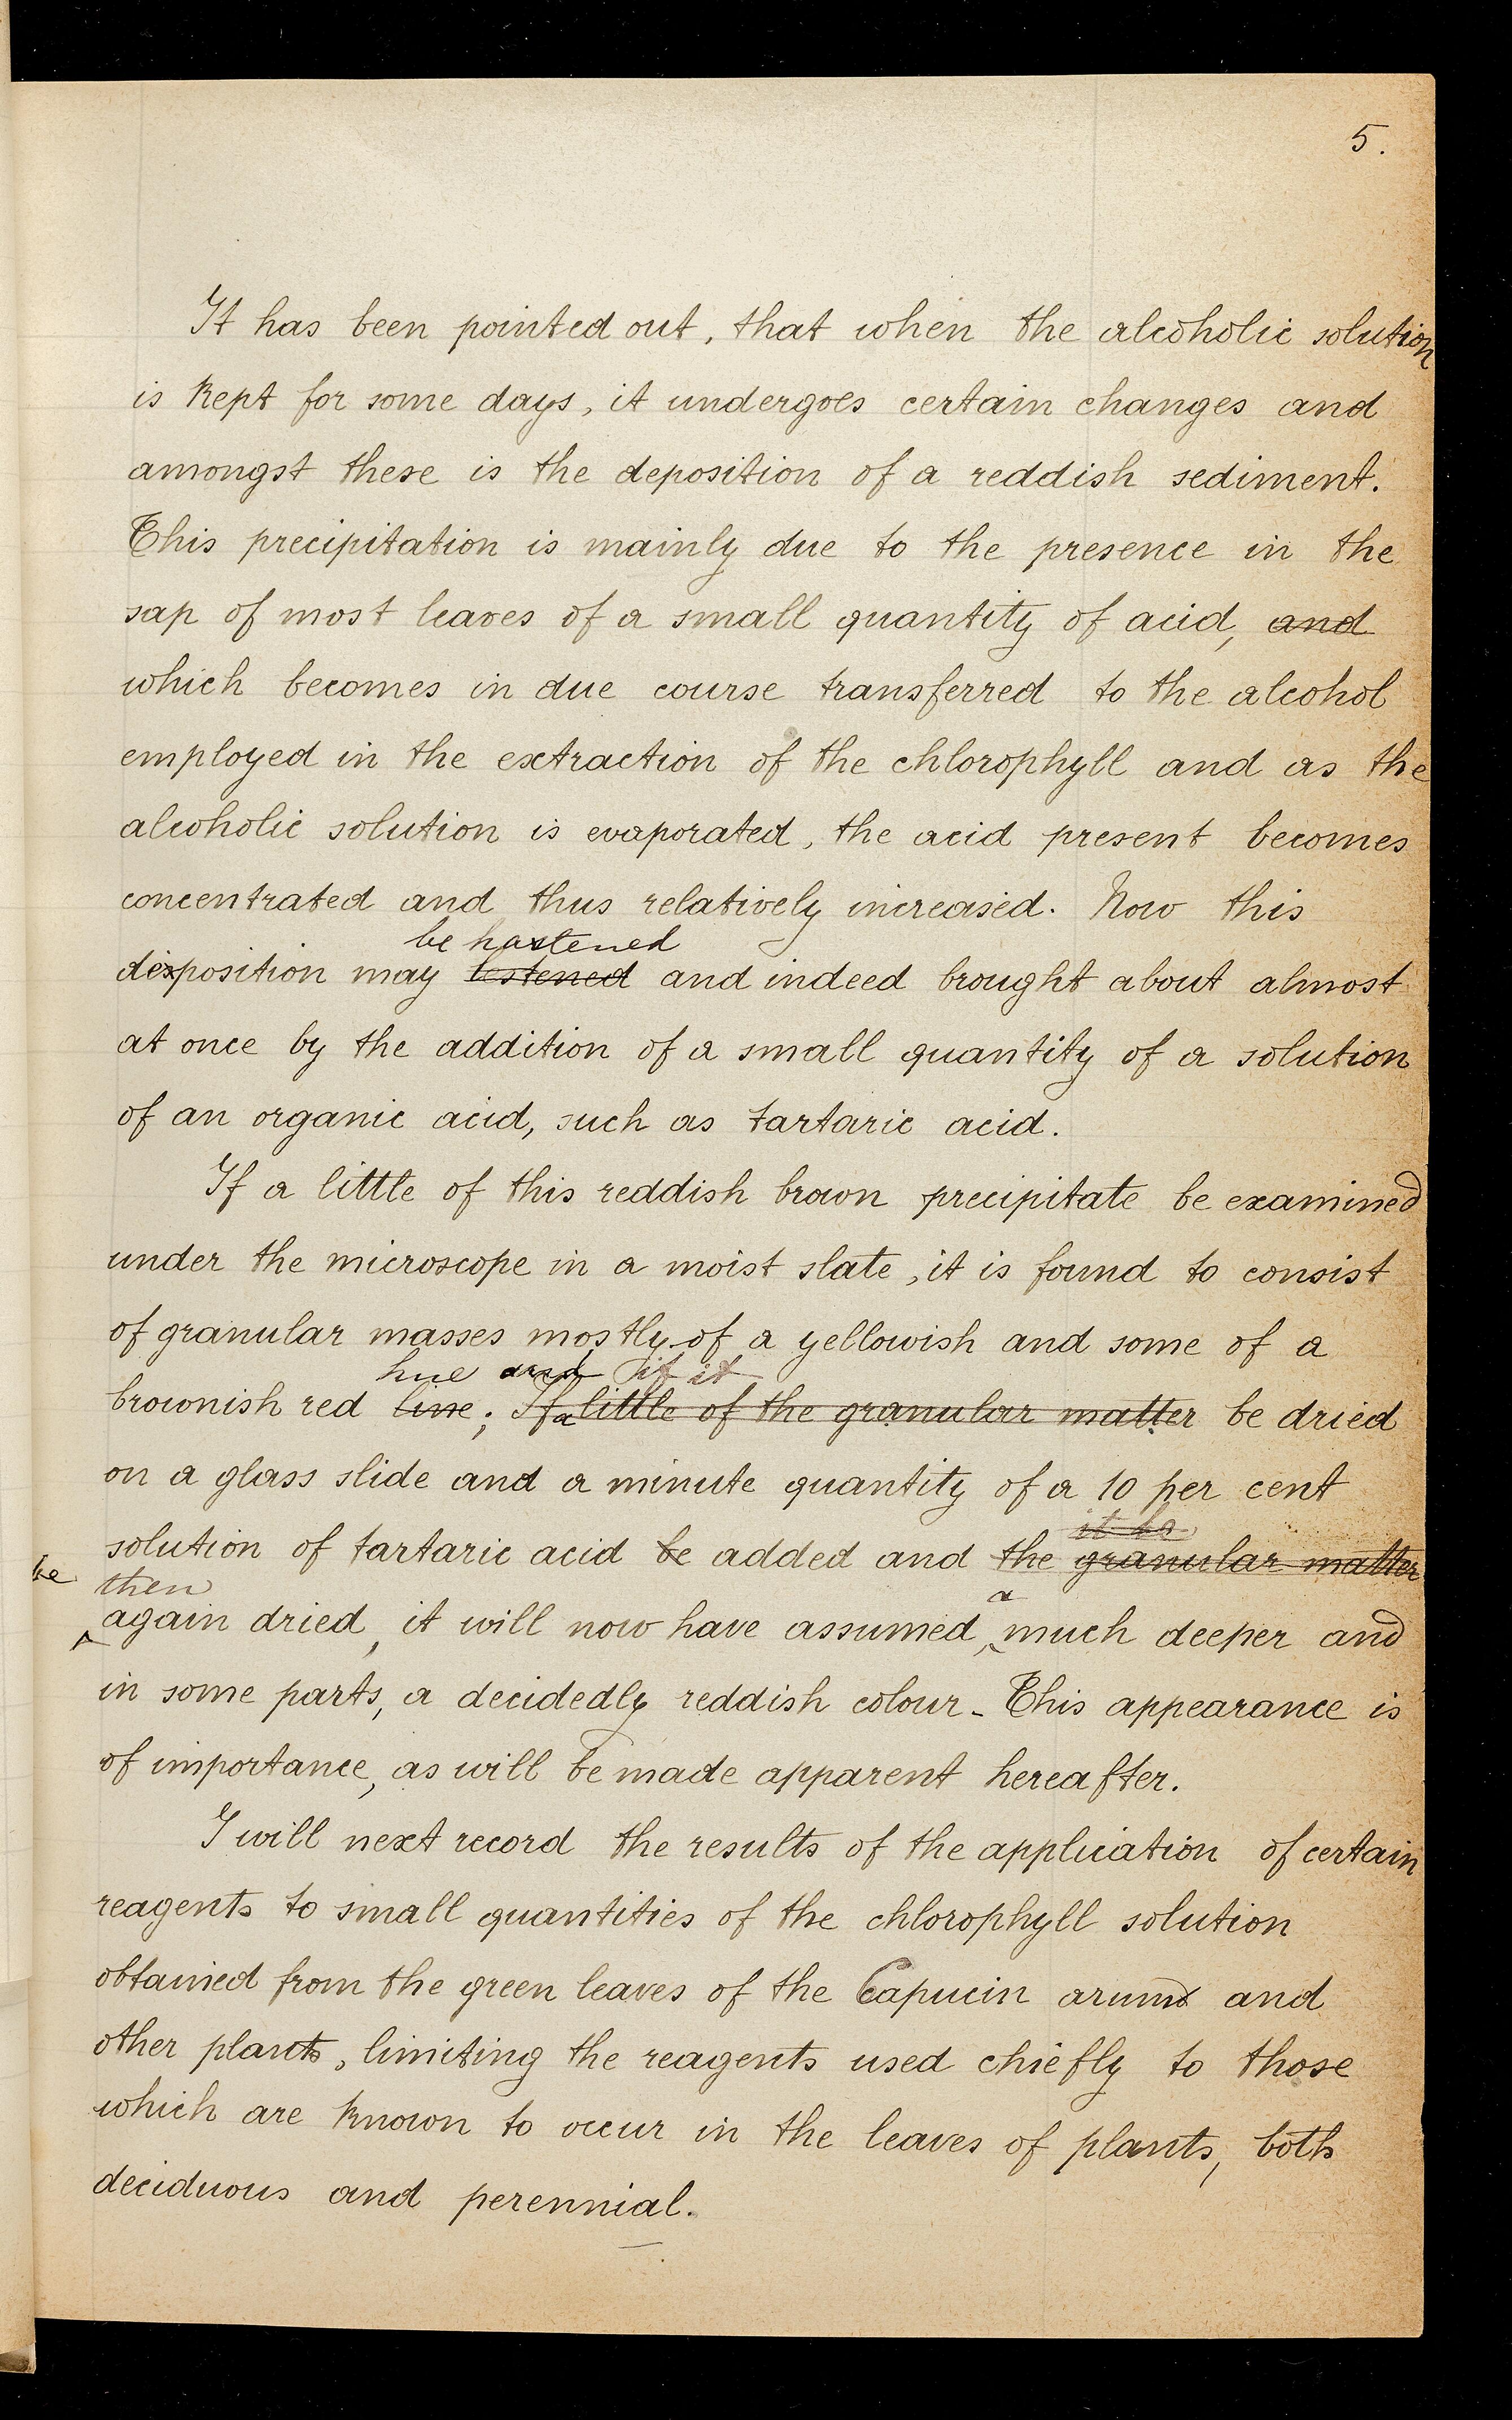 5.
It has been pointed out, that when the alcoholic solution
is kept for some days, it undergoes certain changes and
amongst these is the deposition of a reddish sediment.
This precipitation is mainly due to the presence in the
sap of most leaves of a small quantity of acid, and
which becomes in due course transferred to the alcohol
employed in the extraction of the chlorophyll and as the
alcoholic solution is evaporated, the acid present becomes
concentrated and thus relatively increased. Now this
be hastened
deposition may and indeed brought about almost
at once by the addition of a small quantity of a solution
of an organic acid, such as tartaric acid.
If a little of this reddish brown precipitate be examined
under the microscope in a moist slate, it is found to consist
of granular masses mostly of a yellowish and some of a
hue and if it
brownish red line; If a little of the granular matter be dried
on a glass slide and a minute quantity of a 10 per cent
it be
solution of tartaric acid be added and the granular matter
be then
a
again dried, it will now have assumed, much deeper and
in some parts, a decidedly reddish colour. This appearance is
of importance, as will be made apparent hereafter.
I will next record the results of the application of certain
reagents to small quantities of the chlorophyll solution
obtained from the green leaves of the Capucin arum and
other plants, limiting the reagents used chiefly to those
which are known to occur in the leaves of plants, both
deciduous and perennial.